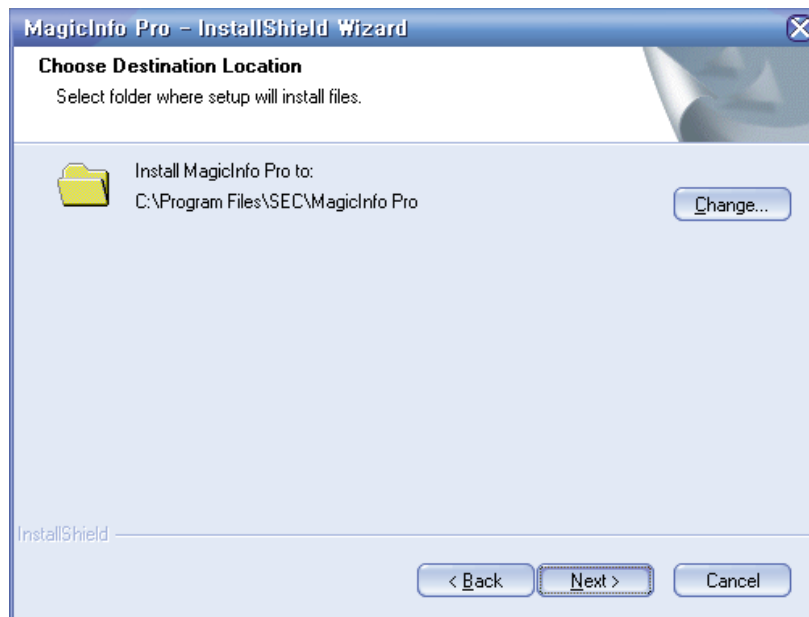 MagicInfo Pro - InstallShield Wizard
Choose Destination Location
Select folder where setup will install files.
Install MagicInfo Pro to:
C:\Program Files\SEC\MagicInfo Pro
Change...
InstallShield
< Back
Next >
Cancel